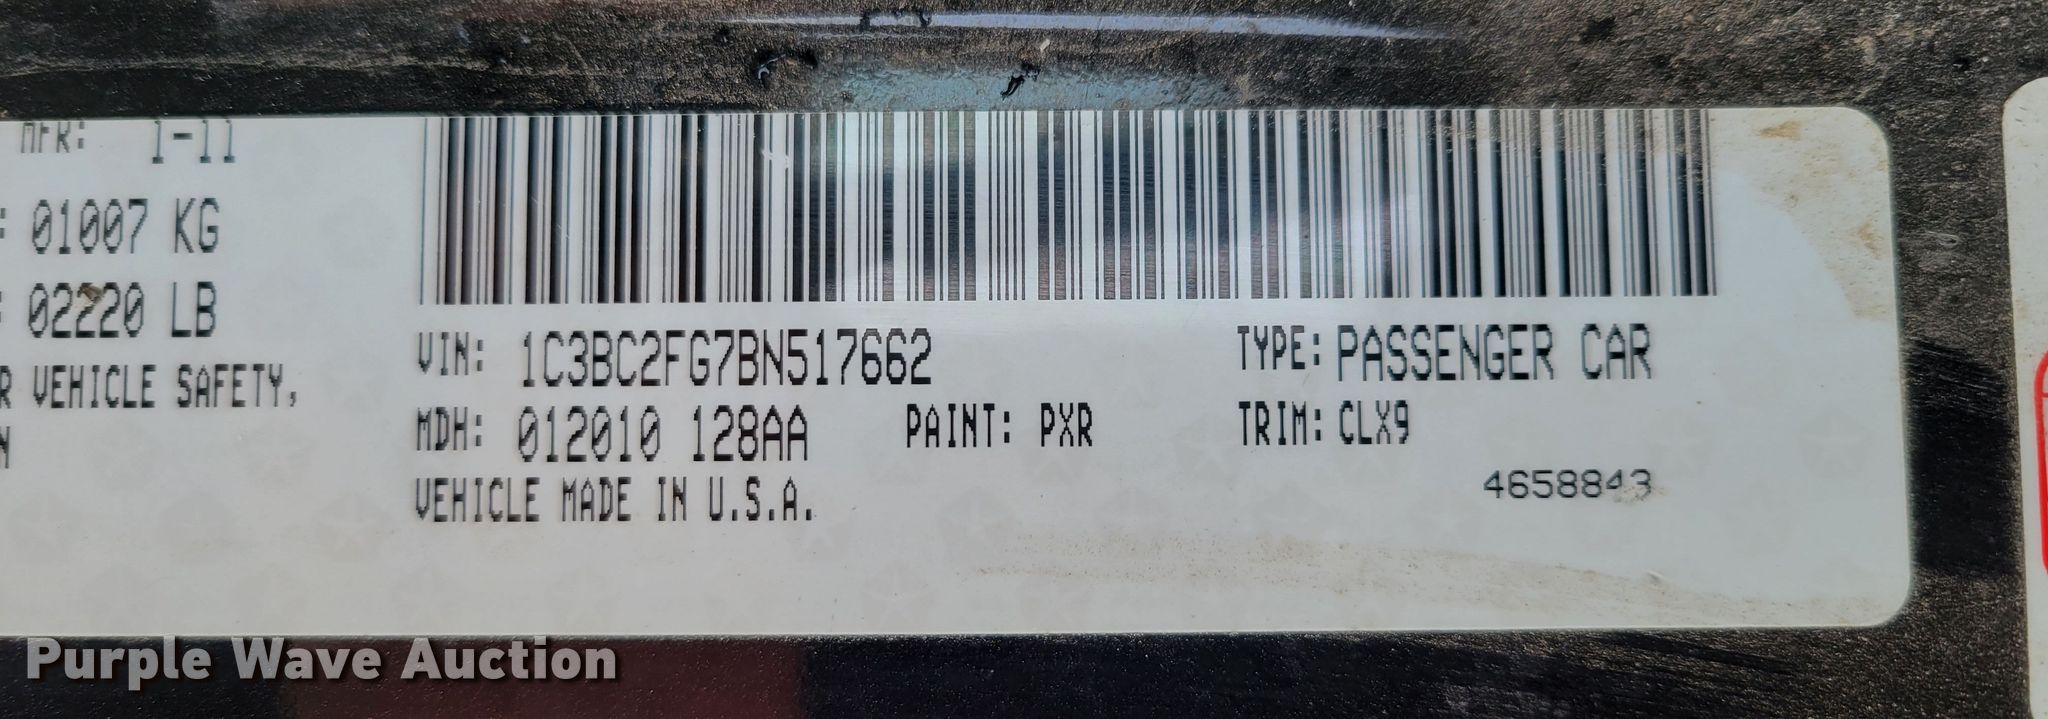 MFR: 1-11
: 01007 KG
: 02220 LB
R VEHICLE SAFETY,
N
VIN: 1C3BC2FG7BN517662
TYPE: PASSENGER CAR
MDH: 012010 128AA
PAINT: PXR
TRIM: CLX9
VEHICLE MADE IN U.S.A.
4658843
Purple Wave Auction